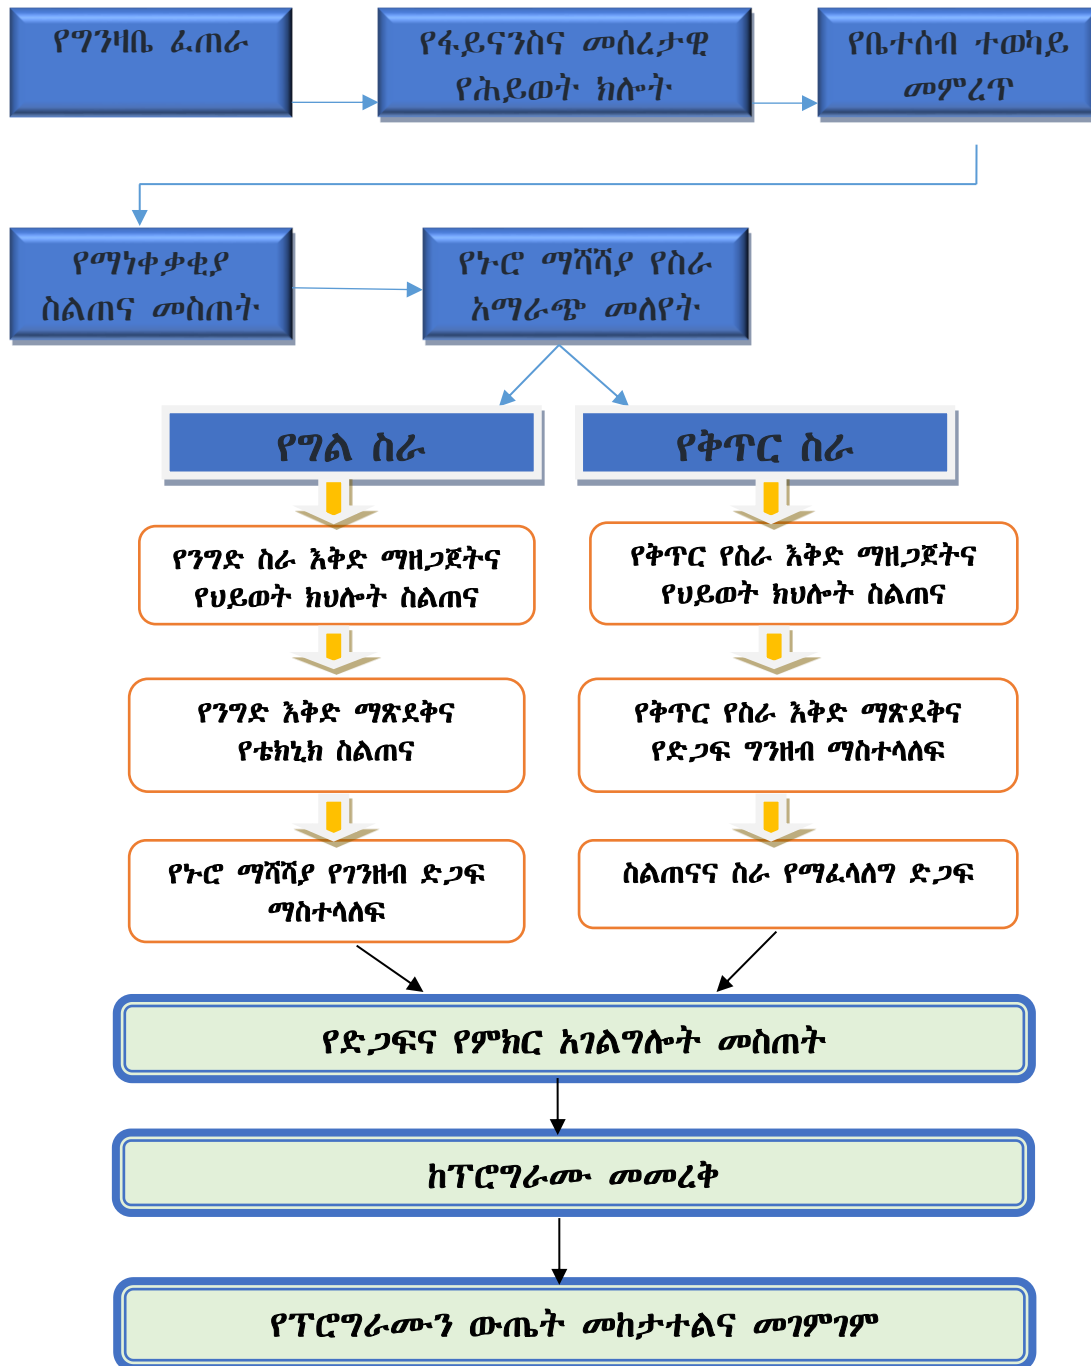 የግንዛቤ ፈጠራ
የፋይናንስና መሰረታዊ
የሕይወት ክሎት
የቤተሰብ ተወካይ
መምረጥ
የማነቀቃቂያ
ስልጠና መስጠት
የኑሮ ማሻሻያ የስራ
አማራጭ መለየት
የግል ስራ
የቅጥር ስራ
የንግድ ስራ እቅድ ማዘጋጀትና
የህይወት ክህሎት ስልጠና
የቅጥር የስራ እቅድ ማዘጋጀትና
የህይወት ክህሎት ስልጠና
የንግድ እቅድ ማጽደቅና
የቴክኒክ ስልጠና
የቅጥር የስራ እቅድ ማጽደቅና
የድጋፍ ግንዘብ ማስተላለፍ
የኑሮ ማሻሻያ የገንዘብ ድጋፍ
ማስተላለፍ
ስልጠናና ስራ የማፈላለግ ድጋፍ
የድጋፍና የምክር አገልግሎት መስጠት
ከፕሮግራሙ መመረቅ
የፕሮግራሙን ውጤት መከታተልና መገምገም